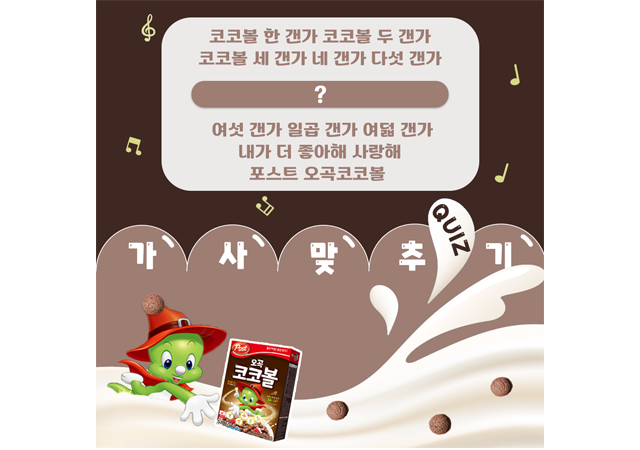 코코볼 한 갠가 코코볼 두 갠가
코코볼 세 갠가 네 갠가 다섯 갠가
?
여섯 갠가 일곱 갠가 여덟 갠가
내가 더 좋아해 사랑해
포스트 오곡코코볼
QUIZ
가사맞추기
Post
오곡
코코볼